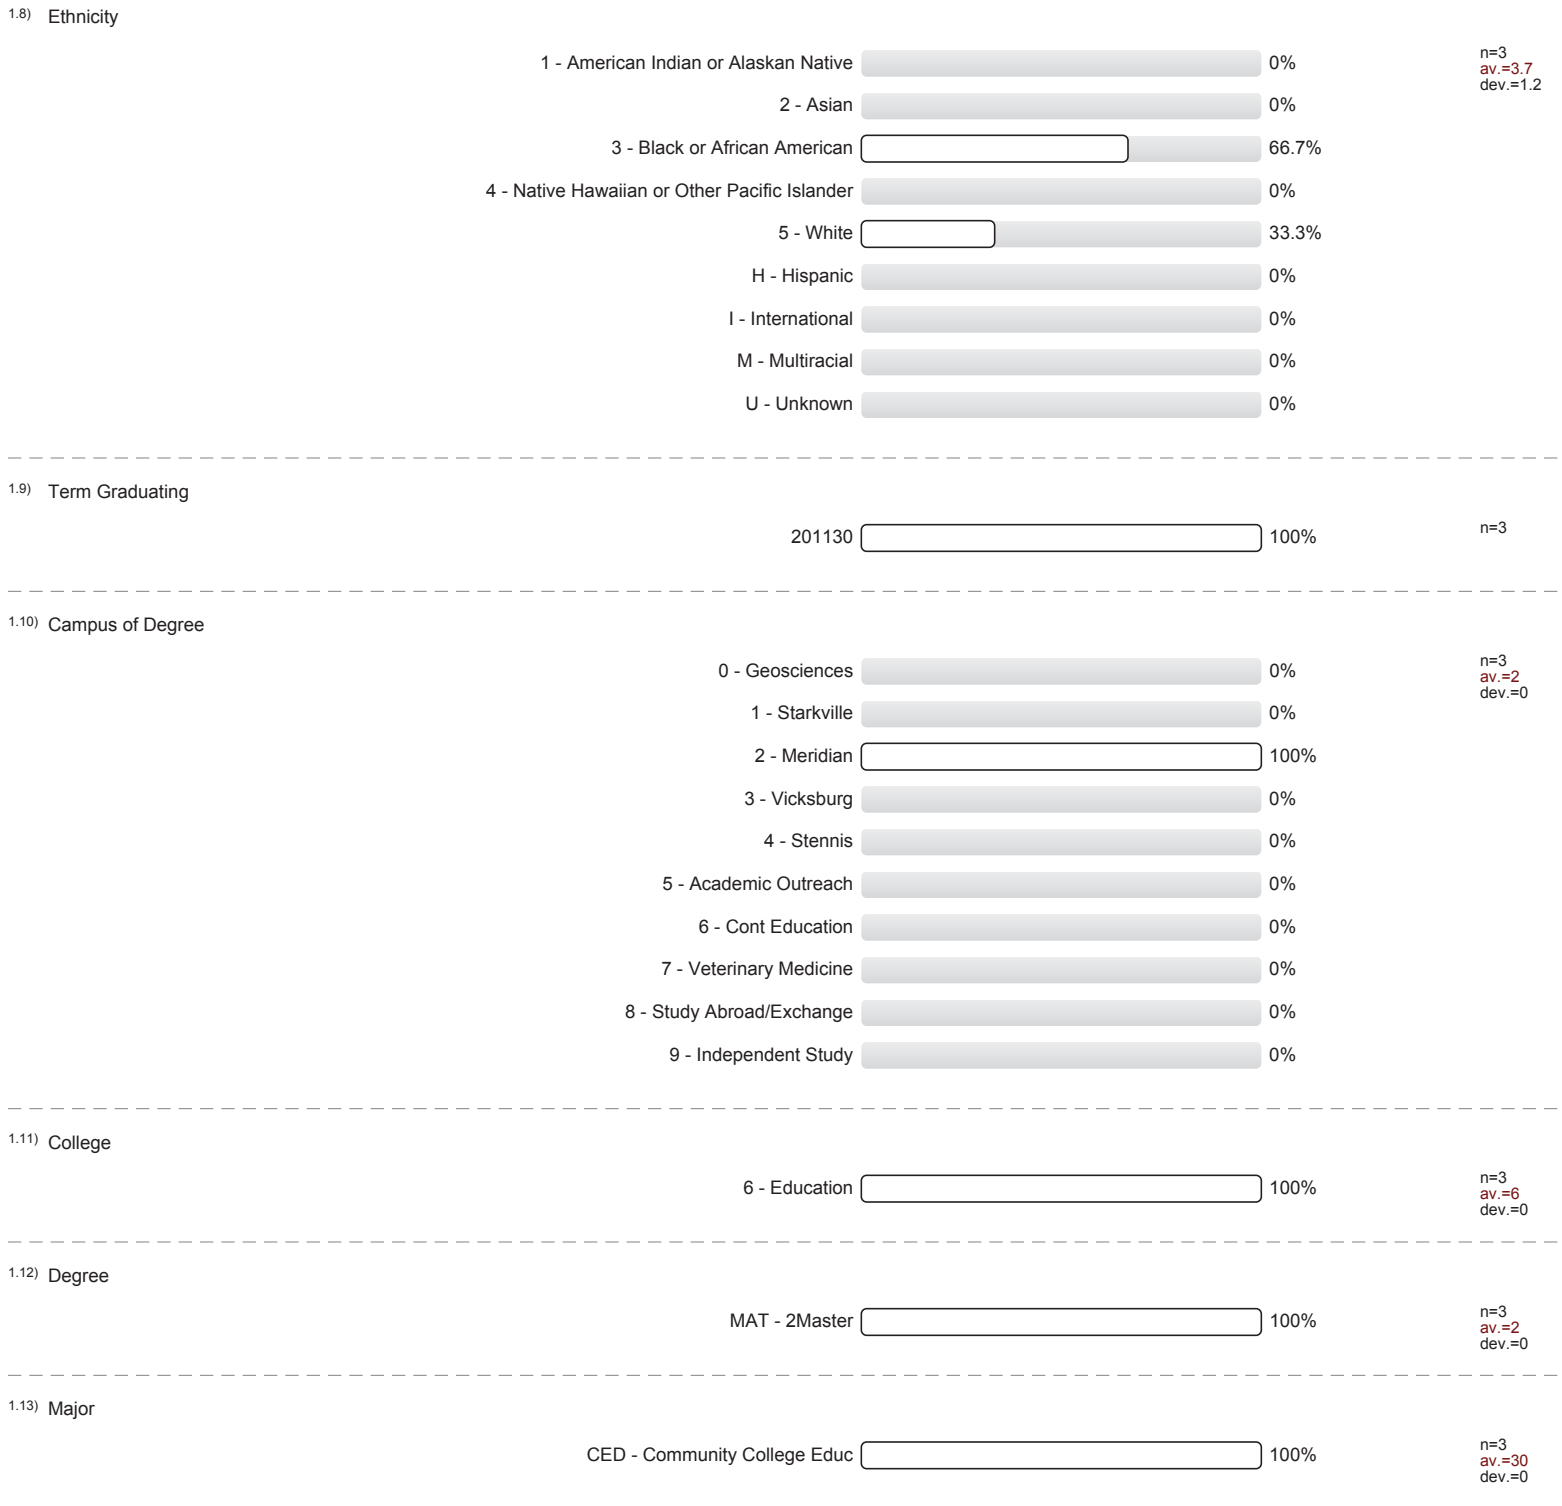 1.8) Ethnicity
1 - American Indian or Alaskan Native 0% n=3
av.=3.7
dev.=1.2
2 - Asian 0%
3 - Black or African American 66.7%
4 - Native Hawaiian or Other Pacific Islander 0%
5 - White 33.3%
H - Hispanic 0%
I - International 0%
M - Multiracial 0%
U - Unknown 0%
1.9) Term Graduating
201130 100% n=3
1.10) Campus of Degree
0 - Geosciences 0% n=3
av.=2
dev.=0
1 - Starkville 0%
2 - Meridian 100%
3 - Vicksburg 0%
4 - Stennis 0%
5 - Academic Outreach 0%
6 - Cont Education 0%
7 - Veterinary Medicine 0%
8 - Study Abroad/Exchange 0%
9 - Independent Study 0%
1.11) College
6 - Education 100% n=3
av.=6
dev.=0
1.12) Degree
MAT - 2Master 100% n=3
av.=2
dev.=0
1.13) Major
CED - Community College Educ 100% n=3
av.=30
dev.=0